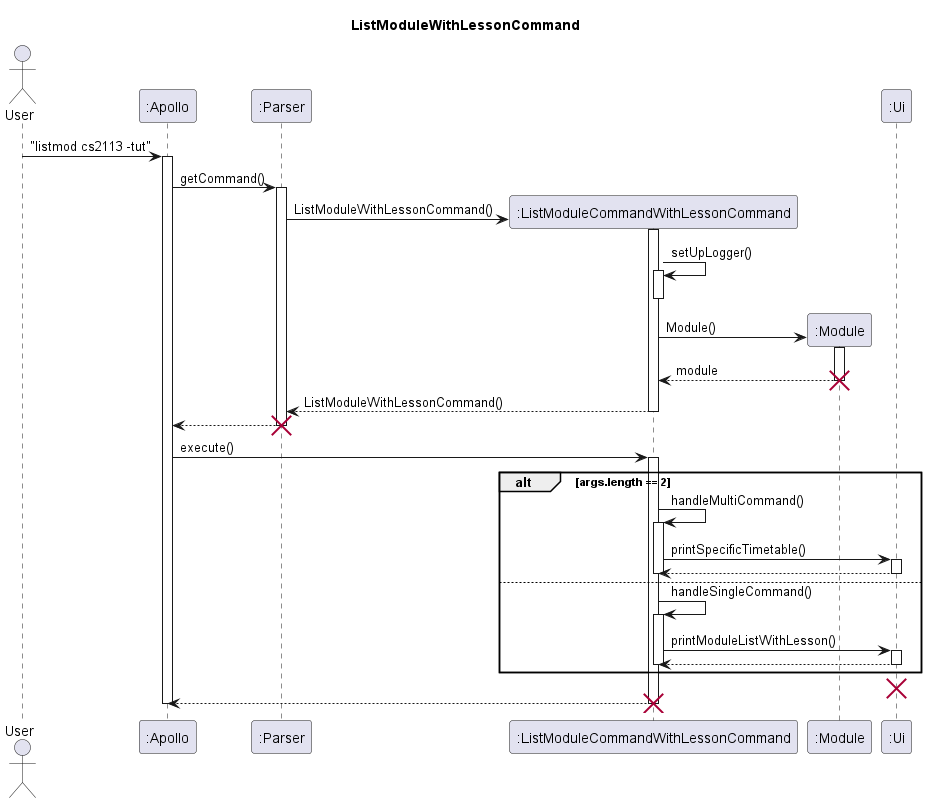 ListModuleWithLessonCommand
User
:Apollo
:Parser
:Ui
"listmod cs2113 -tut"
getCommand()
ListModuleWithLessonCommand()
:ListModuleCommandWithLessonCommand
setUpLogger()
Module()
:Module
module
ListModuleWithLessonCommand()
execute()
alt
[args.length == 2]
handleMultiCommand()
printSpecificTimetable()
handleSingleCommand()
printModuleListWithLesson()
User
:Apollo
:Parser
:ListModuleCommandWithLessonCommand
:Module
:Ui